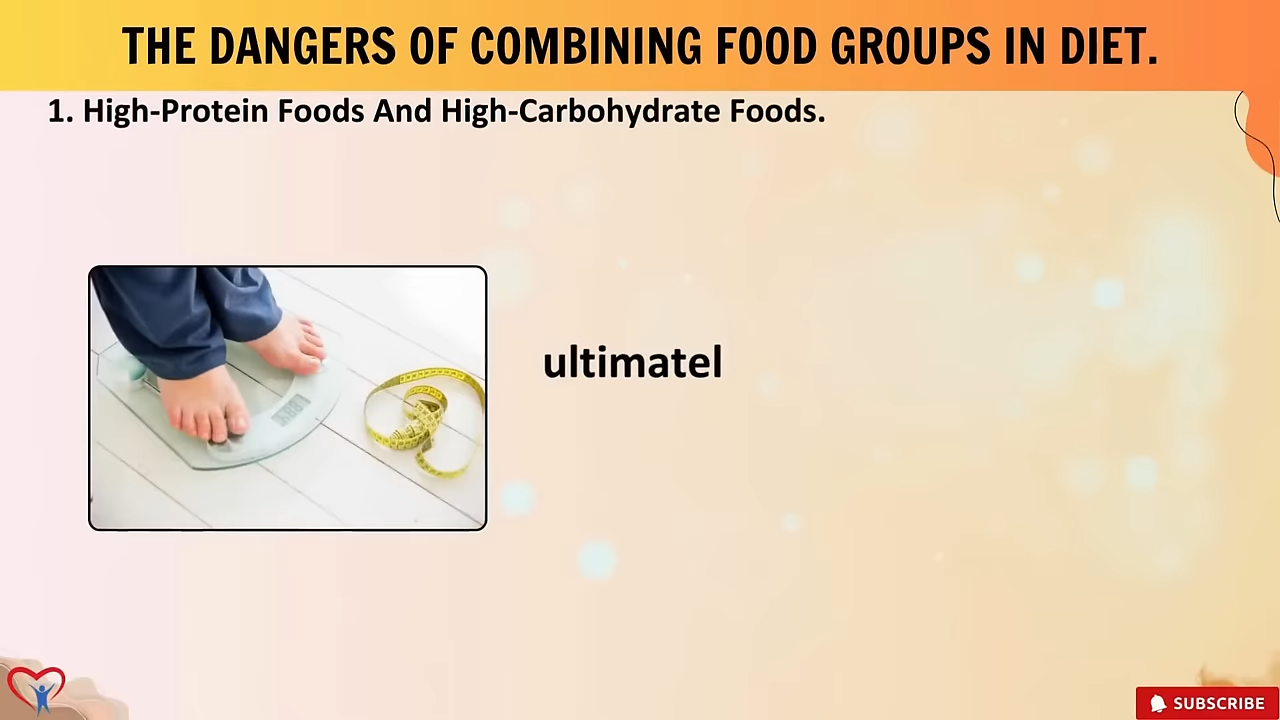 THE DANGERS OF COMBINING FOOD GROUPS IN DIET.
1. High-Protein Foods And High-Carbohydrate Foods.
ultimatel
SUBSCRIBE